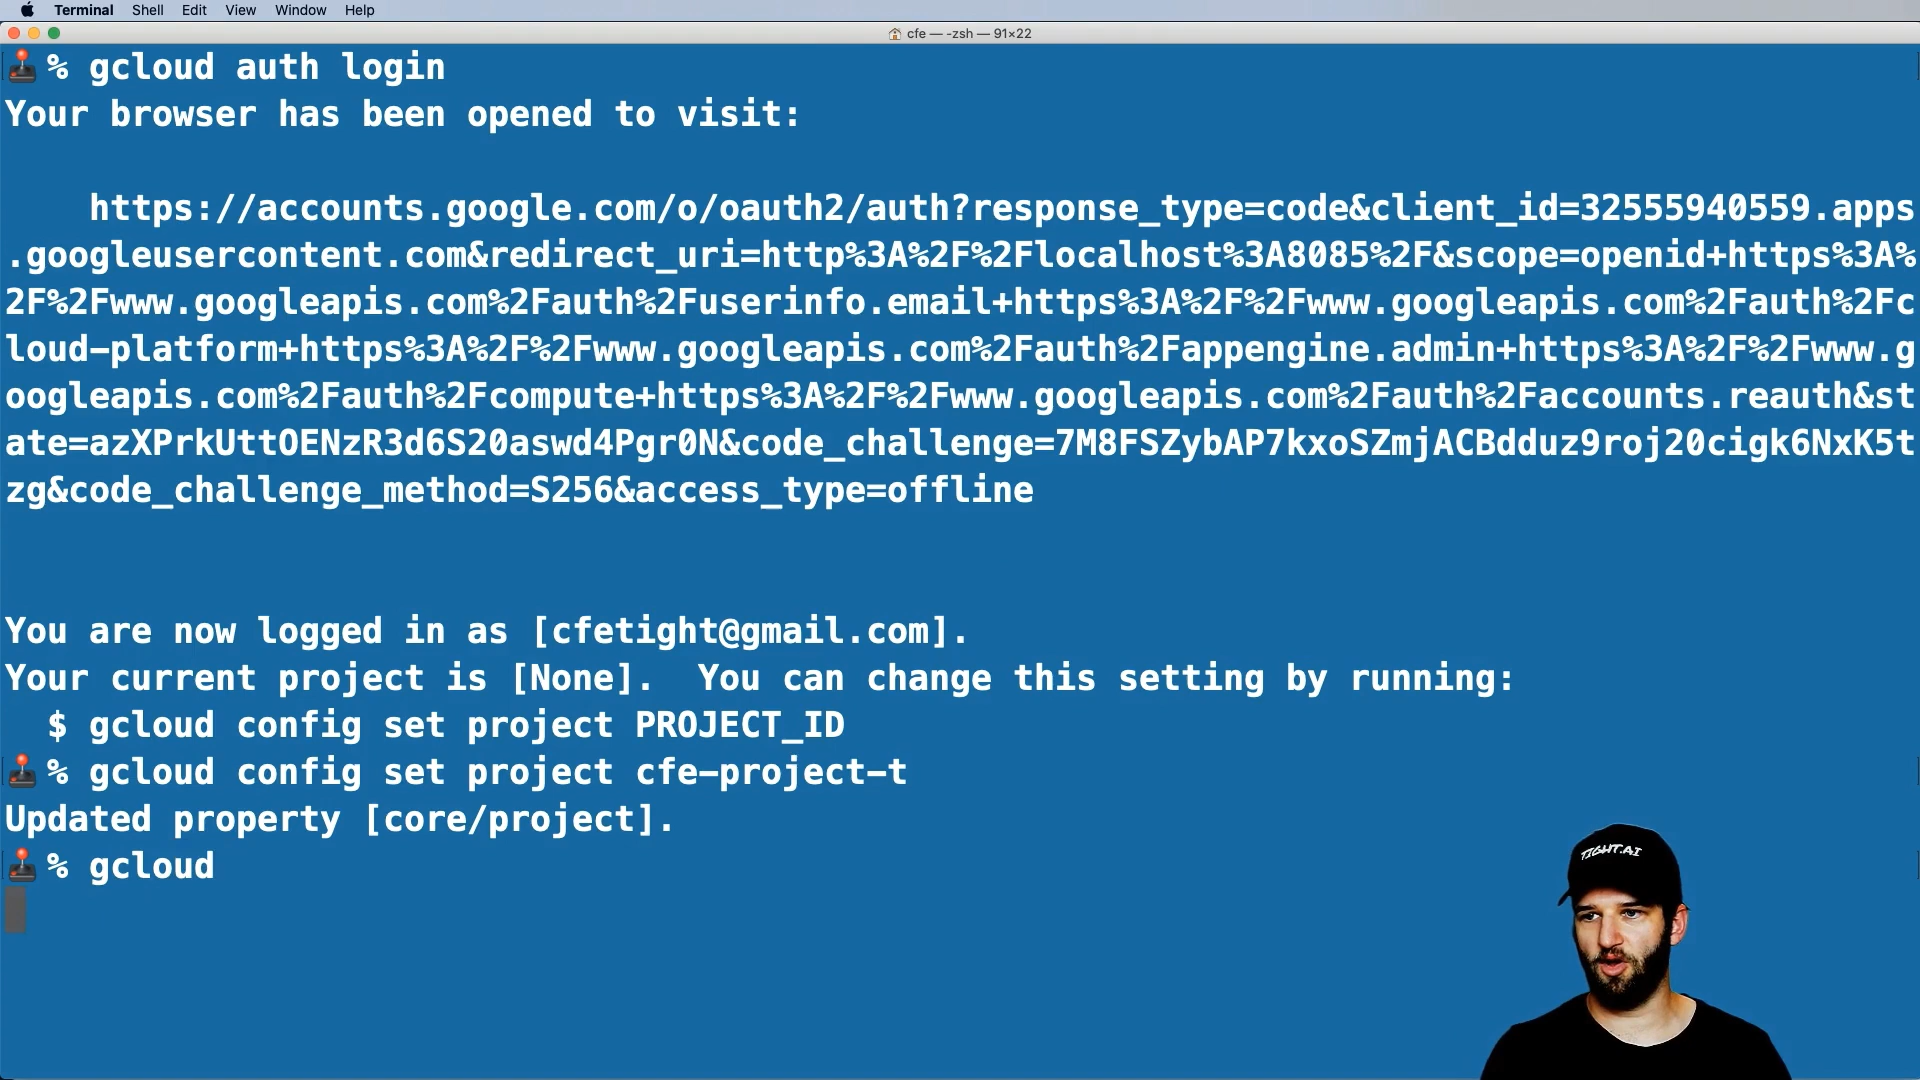 Terminal Shell Edit View Window Help
cfe — -zsh — 91×22
% gcloud auth login
Your browser has been opened to visit:
https://accounts.google.com/o/oauth2/auth?response_type=code&client_id=32555940559.apps
.googleusercontent.com&redirect_uri=http%3A%2F%2Flocalhost%3A8085%2F&scope=openid+https%3A%
2F%2Fwww.googleapis.com%2Fauth%2Fuserinfo.email+https%3A%2F%2Fwww.googleapis.com%2Fauth%2Fc
loud-platform+https%3A%2F%2Fwww.googleapis.com%2Fauth%2Fappengine.admin+https%3A%2F%2Fwww.g
oogleapis.com%2Fauth%2Fcompute+https%3A%2F%2Fwww.googleapis.com%2Fauth%2Faccounts.reauth&st
ate=azXPrkUttOENzR3d6S20aswd4Pgr0N&code_challenge=7M8FSZybAP7kxoSZmjACBdduz9roj20cigk6NxK5t
zg&code_challenge_method=S256&access_type=offline
You are now logged in as [cfetight@gmail.com].
Your current project is [None].  You can change this setting by running:
$ gcloud config set project PROJECT_ID
% gcloud config set project cfe-project-t
Updated property [core/project].
% gcloud
TIGHT.AI